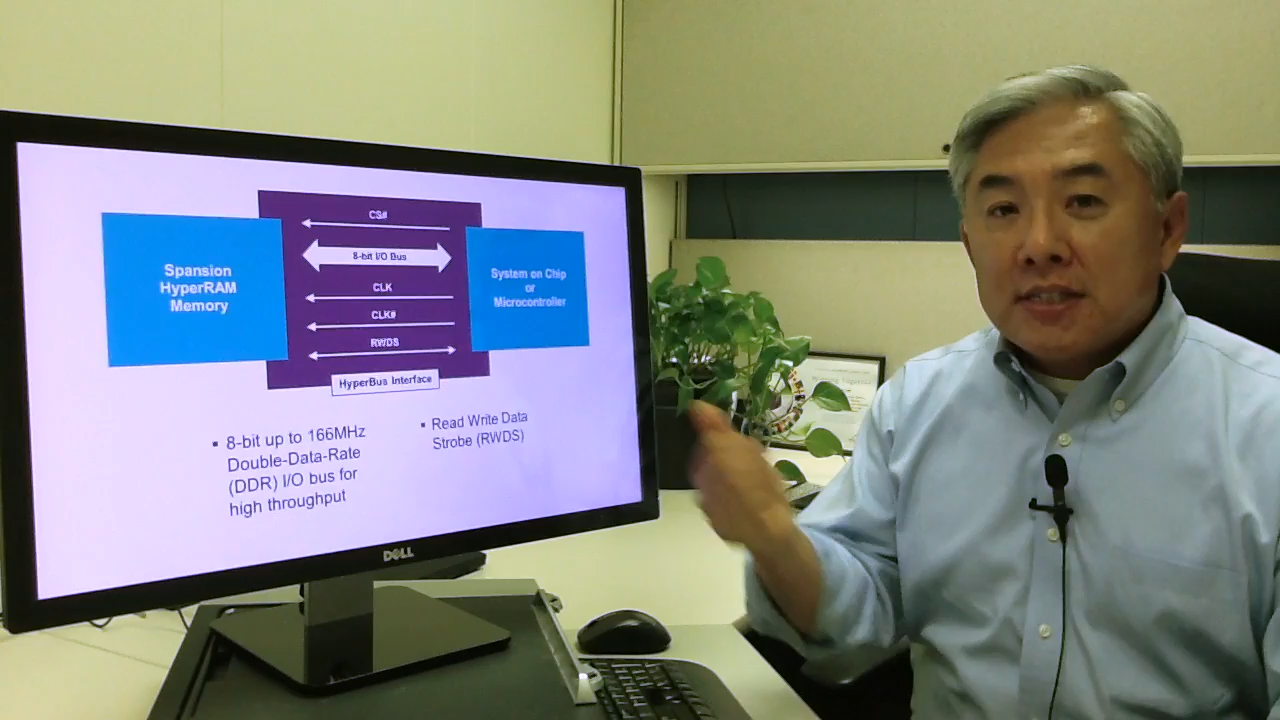 CS#
8-bit I/O Bus
CLK
CLK#
RWDS
HyperBus Interface
Spansion
HyperRAM
Memory
System on Chip
or
Microcontroller
▪ 8-bit up to 166MHz
Double-Data-Rate
(DDR) I/O bus for
high throughput
▪ Read Write Data
Strobe (RWDS)
DELL